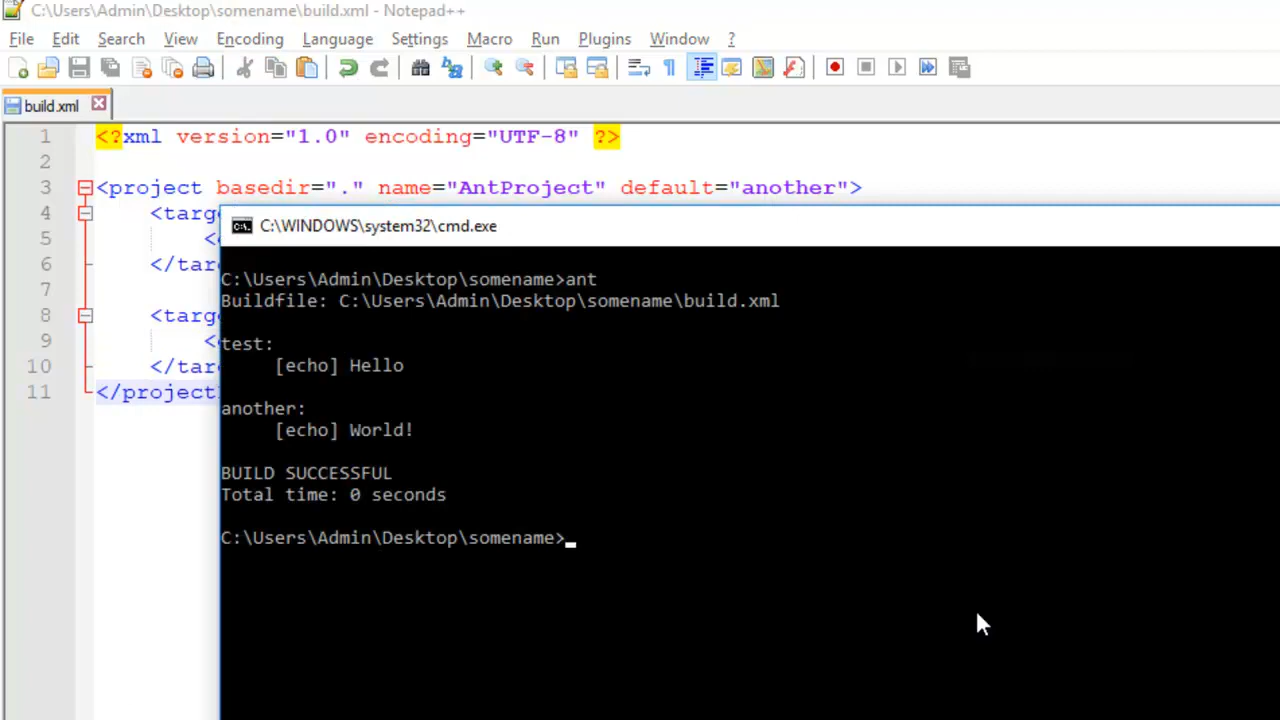 C:\Users\Admin\Desktop\somename\build.xml - Notepad++
File Edit Search View Encoding Language Settings Macro Run Plugins Window ?
build.xml
1 <?xml version="1.0" encoding="UTF-8" ?>
2
3 <project basedir="." name="AntProject" default="another">
4 <targ
5 <
6 </tar
7
8 <targ
9 <
10 </tar
11 </project
C:\WINDOWS\system32\cmd.exe
C:\Users\Admin\Desktop\somename>ant
Buildfile: C:\Users\Admin\Desktop\somename\build.xml
test:
[echo] Hello
another:
[echo] World!
BUILD SUCCESSFUL
Total time: 0 seconds
C:\Users\Admin\Desktop\somename>